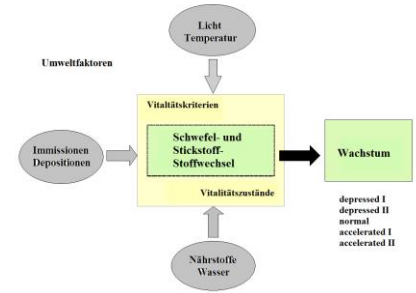 Licht
Temperatur
Umweltfaktoren
Vitaltätskriterien
Immissionen
Depositionen
Schwefel- und
Stickstoff-
Stoffwechsel
Wachstum
Vitalitätszustände
depressed I
depressed II
normal
accelerated I
accelerated II
Nährstoffe
Wasser